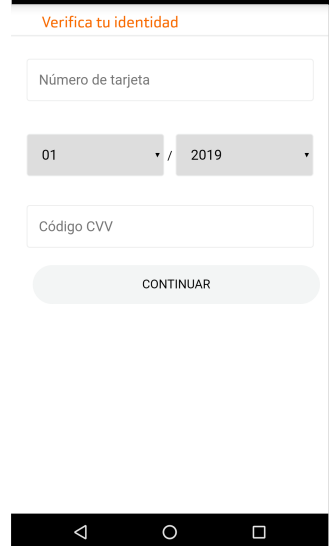 Verifica tu identidad
Número de tarjeta
01 / 2019
Código CVV
CONTINUAR